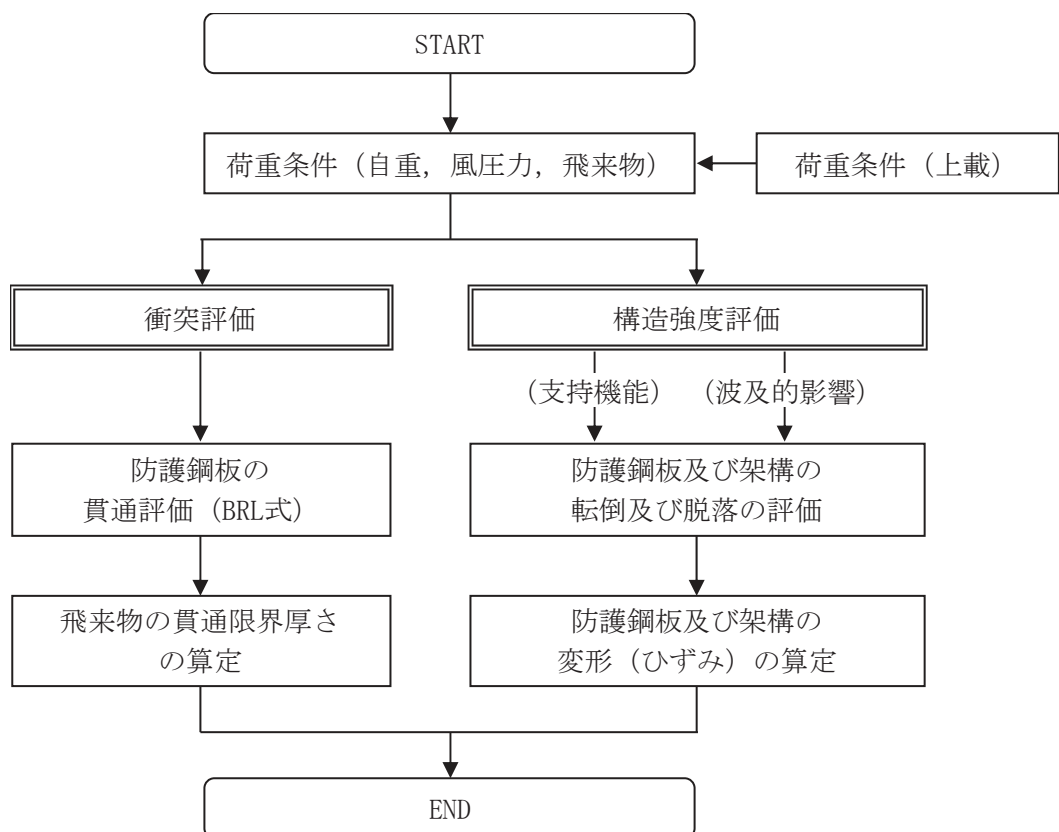 START
荷重条件（自重，風圧力，飛来物）
荷重条件（上載）
衝突評価
構造強度評価
（支持機能）
（波及的影響）
防護鋼板の
貫通評価（BRL式）
防護鋼板及び架構の
転倒及び脱落の評価
飛来物の貫通限界厚さ
の算定
防護鋼板及び架構の
変形（ひずみ）の算定
END